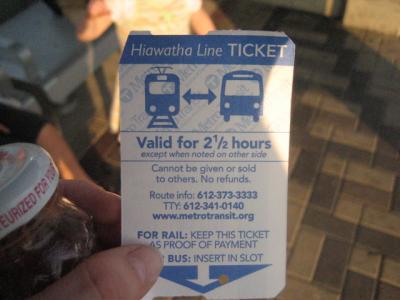 Hiawatha Line TICKET
Valid for 2½ hours
except when noted on other side
Cannot be given or sold
to others. No refunds.
Route info: 612-373-3333
TTY: 612-341-0140
www.metrotransit.org
FOR RAIL: KEEP THIS TICKET
AS PROOF OF PAYMENT
BUS: INSERT IN SLOT
EURIZED FOR